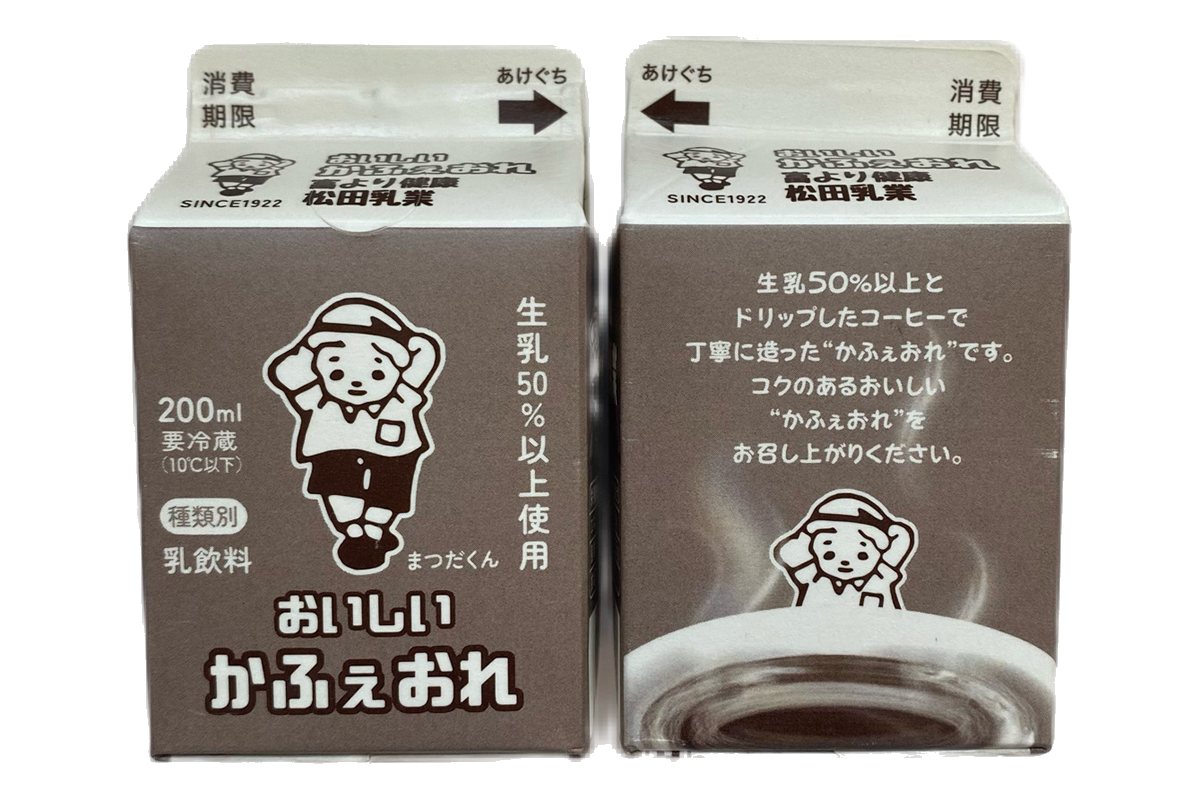 消費
期限
あけぐち
おいしい
かふぇおれ
富より健康
松田乳業
SINCE1922
生乳50%以上使用
200ml
要冷蔵
(10℃以下)
種類別
乳飲料
まつだくん
おいしい
かふぇおれ
あけぐち
消費
期限
おいしい
かふぇおれ
富より健康
松田乳業
SINCE1922
生乳50%以上と
ドリップしたコーヒーで
丁寧に造った“かふぇおれ”です。
コクのあるおいしい
“かふぇおれ”を
お召し上がりください。